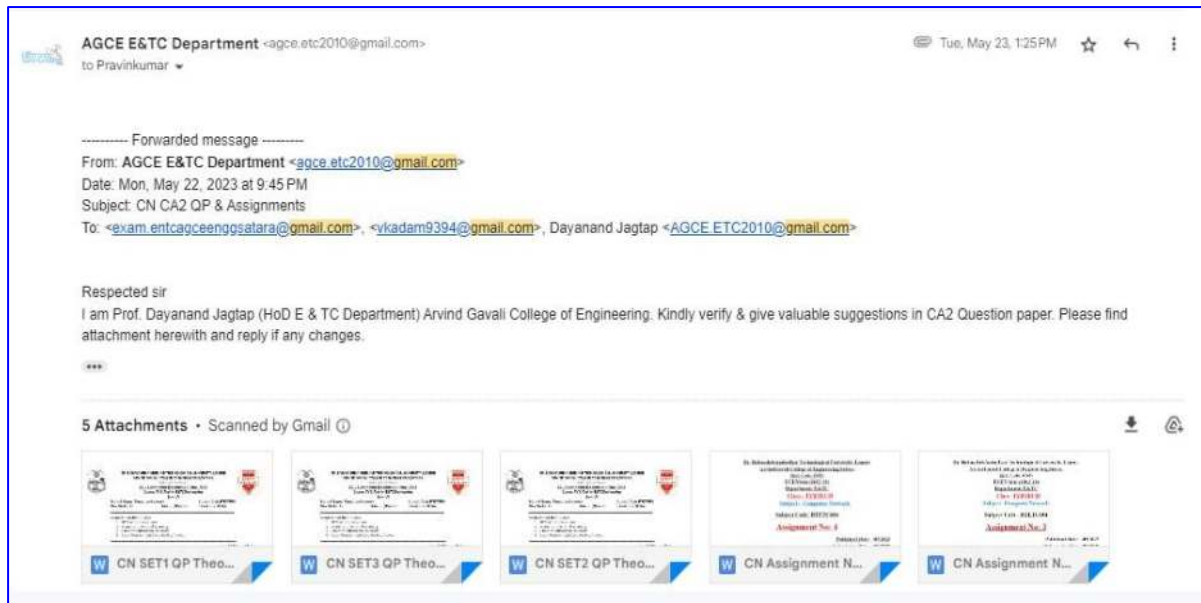 AGCE E&TC Department <agce.etc2010@gmail.com>
Tue, May 23, 1:25 PM
to Pravinkumar
---------- Forwarded message ---------
From: AGCE E&TC Department <agce.etc2010@gmail.com>
Date: Mon, May 22, 2023 at 9:45 PM
Subject: CN CA2 QP & Assignments
To: <exam.entcagceenggsatara@gmail.com>, <vkadam9394@gmail.com>, Dayanand Jagtap <AGCE.ETC2010@gmail.com>
Respected sir
I am Prof. Dayanand Jagtap (HoD E & TC Department) Arvind Gavali College of Engineering. Kindly verify & give valuable suggestions in CA2 Question paper. Please find
attachment herewith and reply if any changes.
5 Attachments • Scanned by Gmail
Assignment No: 4
Assignment No: 3
W CN SET1 QP Theo...
W CN SET3 QP Theo...
W CN SET2 QP Theo...
W CN Assignment N...
W CN Assignment N...